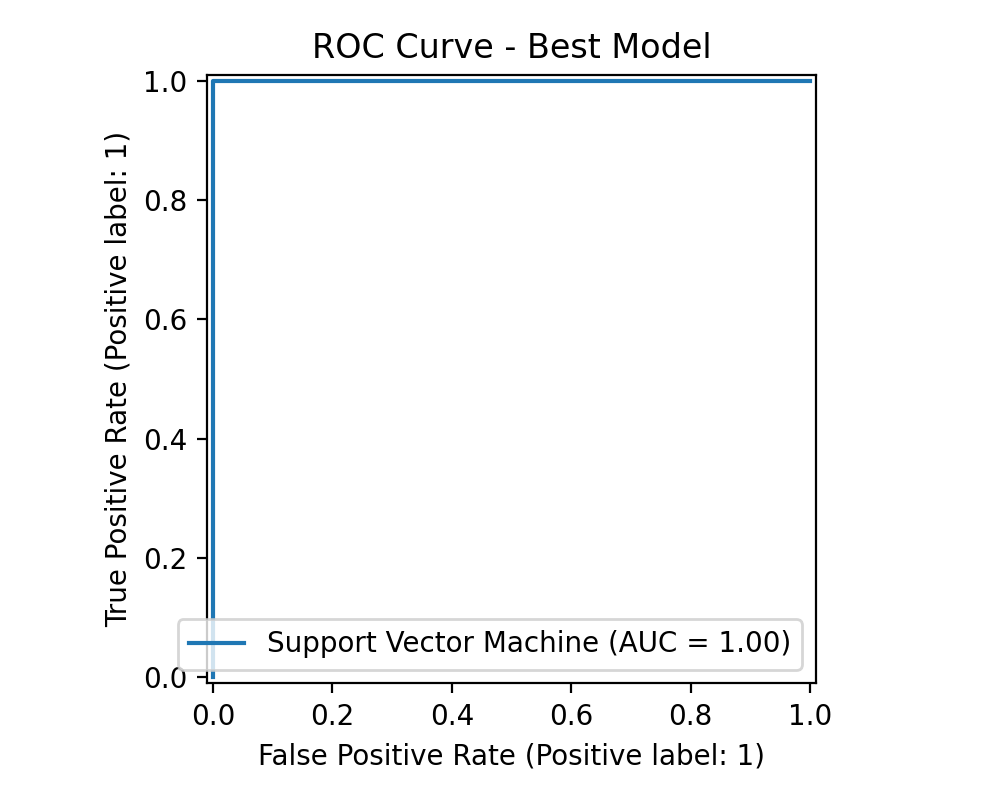 ROC Curve - Best Model
True Positive Rate (Positive label: 1)
1.0
0.8
0.6
0.4
0.2
0.0
Support Vector Machine (AUC = 1.00)
0.0 0.2 0.4 0.6 0.8 1.0
False Positive Rate (Positive label: 1)